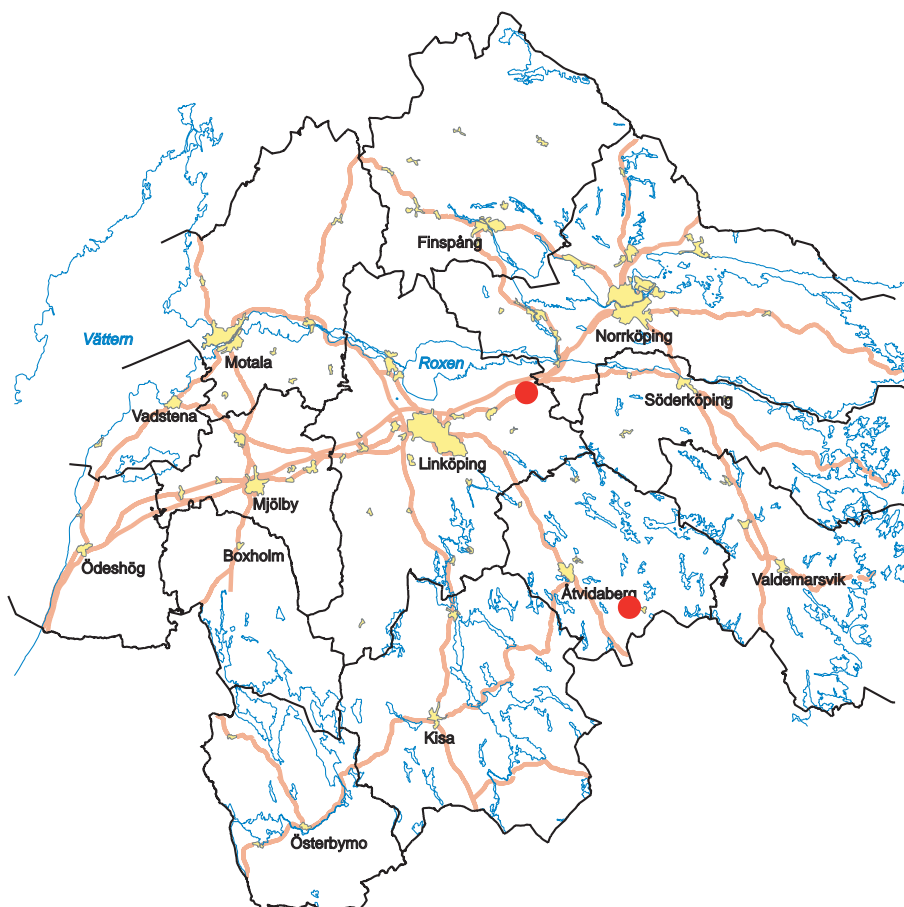 Finspång
Norrköping
Vättern
Motala
Roxen
Söderköping
Vadstena
Linköping
Mjölby
Boxholm
Ödeshög
Åtvidaberg
Valdemarsvik
Kisa
Österbymo